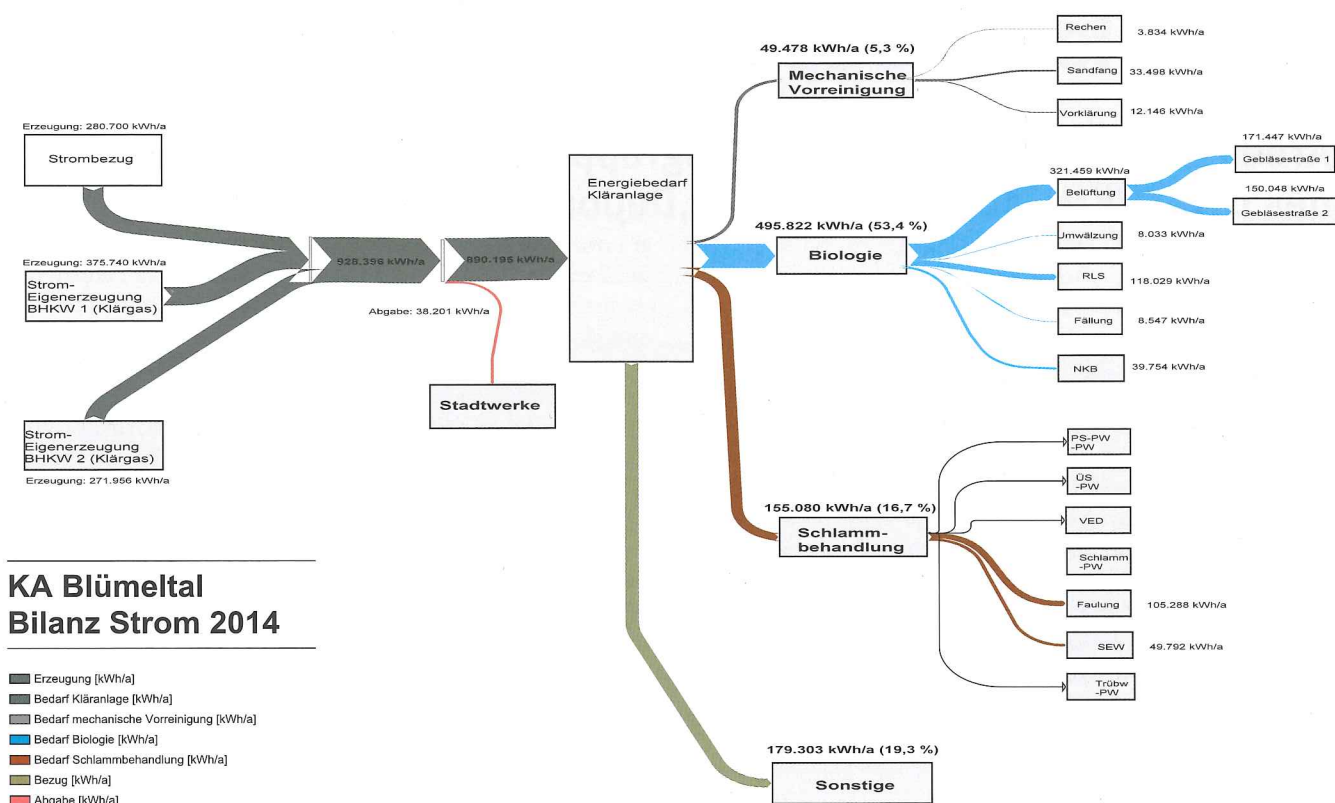 Erzeugung: 280.700 kWh/a
Strombezug
Erzeugung: 375.740 kWh/a
Strom-
Eigenerzeugung
BHKW 1 (Klärgas)
Strom-
Eigenerzeugung
BHKW 2 (Klärgas)
Erzeugung: 271.956 kWh/a
928.396 kWh/a
890.195 kWh/a
Abgabe: 38.201 kWh/a
Stadtwerke
Energiebedarf
Kläranlage
49.478 kWh/a (5,3 %)
Mechanische
Vorreinigung
Rechen
3.834 kWh/a
Sandfang
33.498 kWh/a
Vorklärung
12.146 kWh/a
495.822 kWh/a (53,4 %)
Biologie
321.459 kWh/a
Belüftung
171.447 kWh/a
Gebläsestraße 1
150.048 kWh/a
Gebläsestraße 2
Umwälzung
8.033 kWh/a
RLS
118.029 kWh/a
Fällung
8.547 kWh/a
NKB
39.754 kWh/a
155.080 kWh/a (16,7 %)
Schlamm-
behandlung
PS-PW
-PW
ÜS
-PW
VED
Schlamm
-PW
Faulung
105.288 kWh/a
SEW
49.792 kWh/a
Trübw
-PW
179.303 kWh/a (19,3 %)
Sonstige
KA Blümeltal
Bilanz Strom 2014
Erzeugung [kWh/a]
Bedarf Kläranlage [kWh/a]
Bedarf mechanische Vorreinigung [kWh/a]
Bedarf Biologie [kWh/a]
Bedarf Schlammbehandlung [kWh/a]
Bezug [kWh/a]
Abgabe [kWh/a]